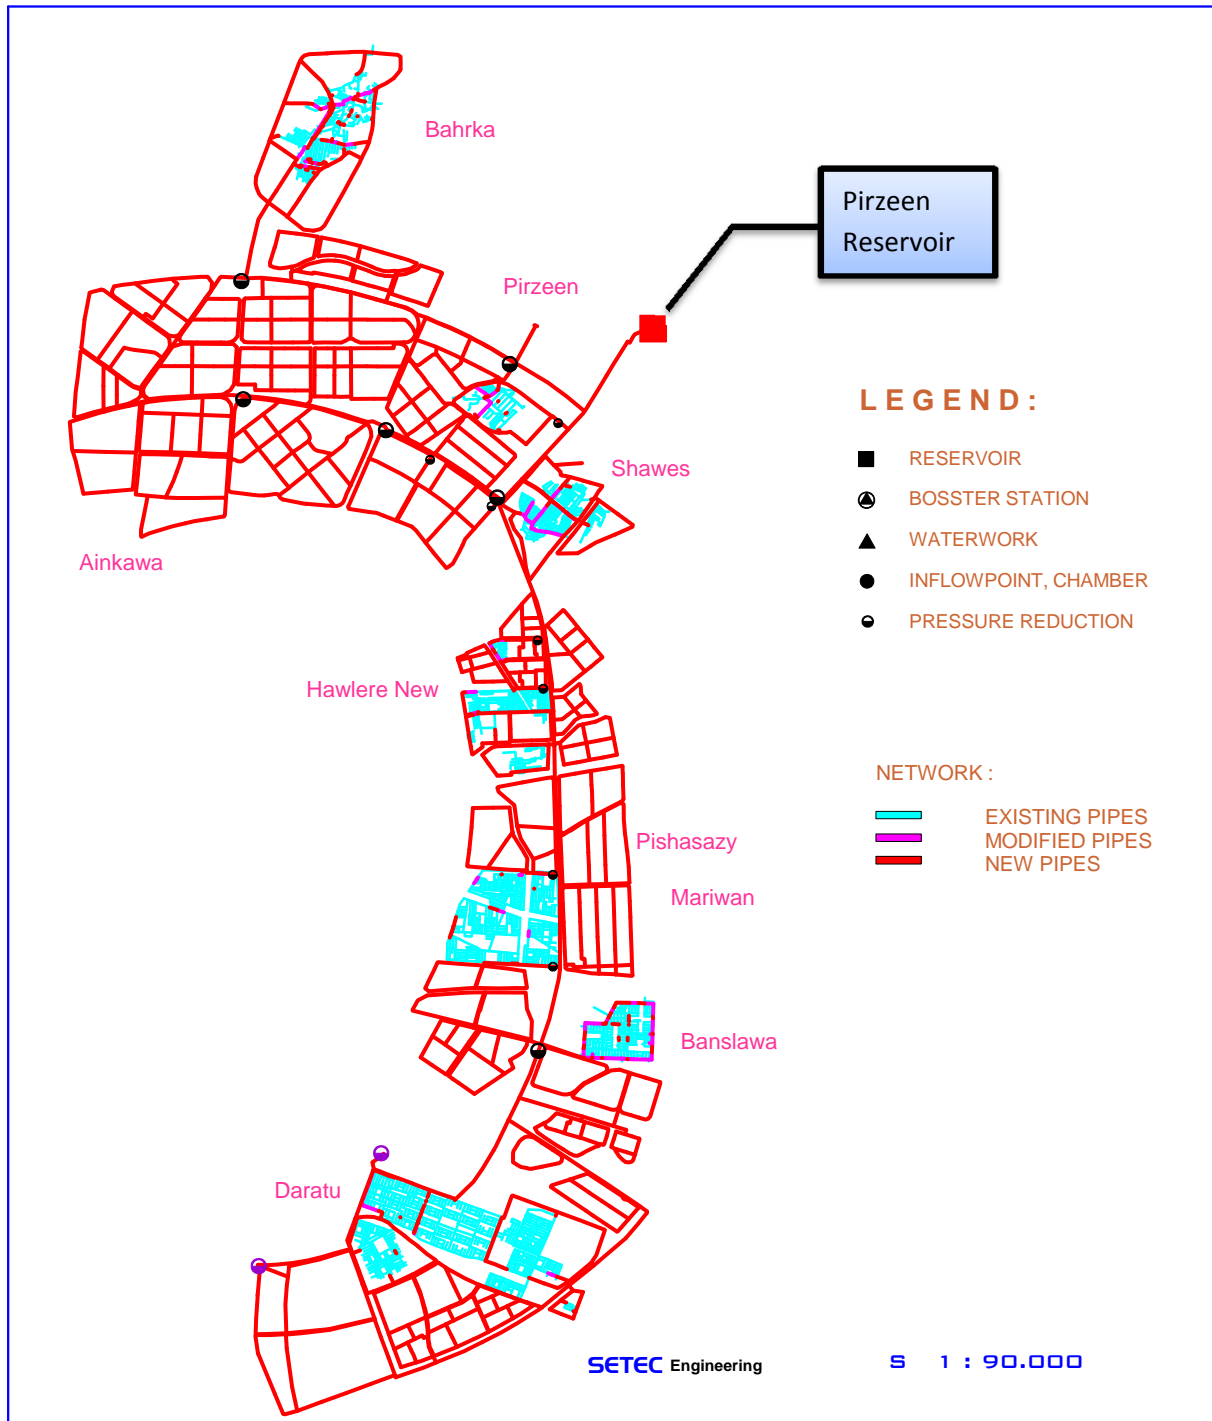 Bahrka
Pirzeen
Reservoir
Pirzeen
LEGEND:
Shawes
RESERVOIR
BOSSTER STATION
WATERWORK
Ainkawa
INFLOWPOINT, CHAMBER
PRESSURE REDUCTION
Hawlere New
NETWORK :
EXISTING PIPES
MODIFIED PIPES
NEW PIPES
Pishasazy
Mariwan
Banslawa
Daratu
SETEC Engineering
S 1 : 90.000